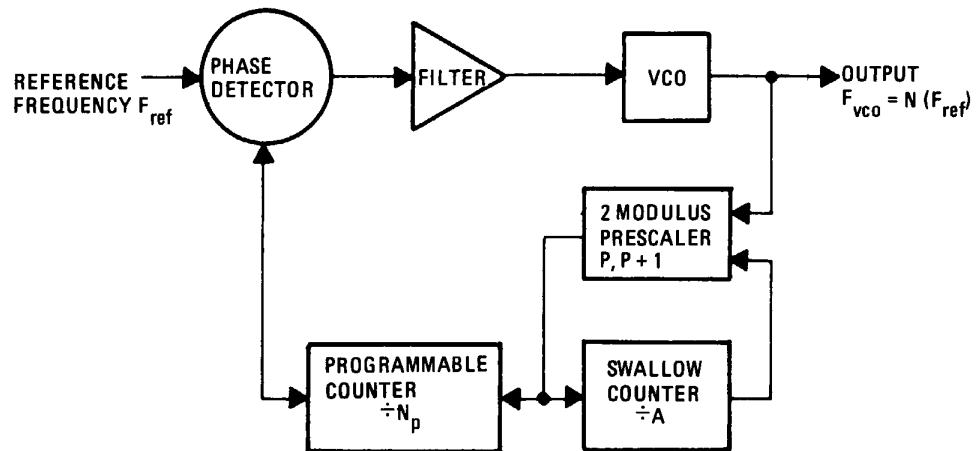 REFERENCE
FREQUENCY F_ref
PHASE
DETECTOR
FILTER
VCO
OUTPUT
F_vco = N (F_ref)
2 MODULUS
PRESCALER
P, P + 1
PROGRAMMABLE
COUNTER
÷N_p
SWALLOW
COUNTER
÷A